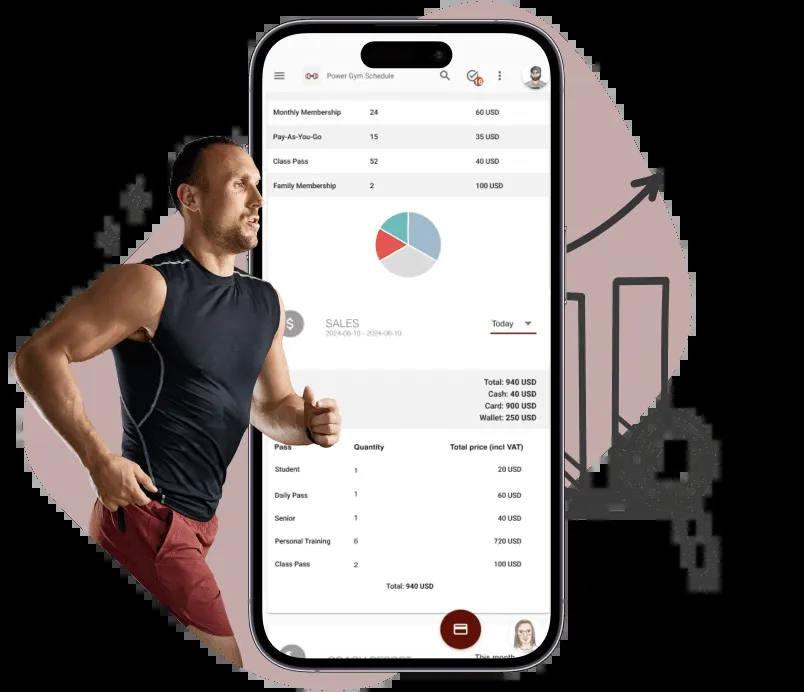 Power Gym Schedule
16
Monthly Membership 24 60 USD
Pay-As-You-Go 15 35 USD
Class Pass 52 40 USD
Family Membership 2 100 USD
$
SALES
2024-06-10 - 2024-06-10
Today
Total: 940 USD
Cash: 40 USD
Card: 900 USD
Wallet: 250 USD
Pass Quantity Total price (incl VAT)
Student 1 20 USD
Daily Pass 1 60 USD
Senior 1 40 USD
Personal Training 6 720 USD
Class Pass 2 100 USD
Total: 940 USD
COACH REPORT
This month